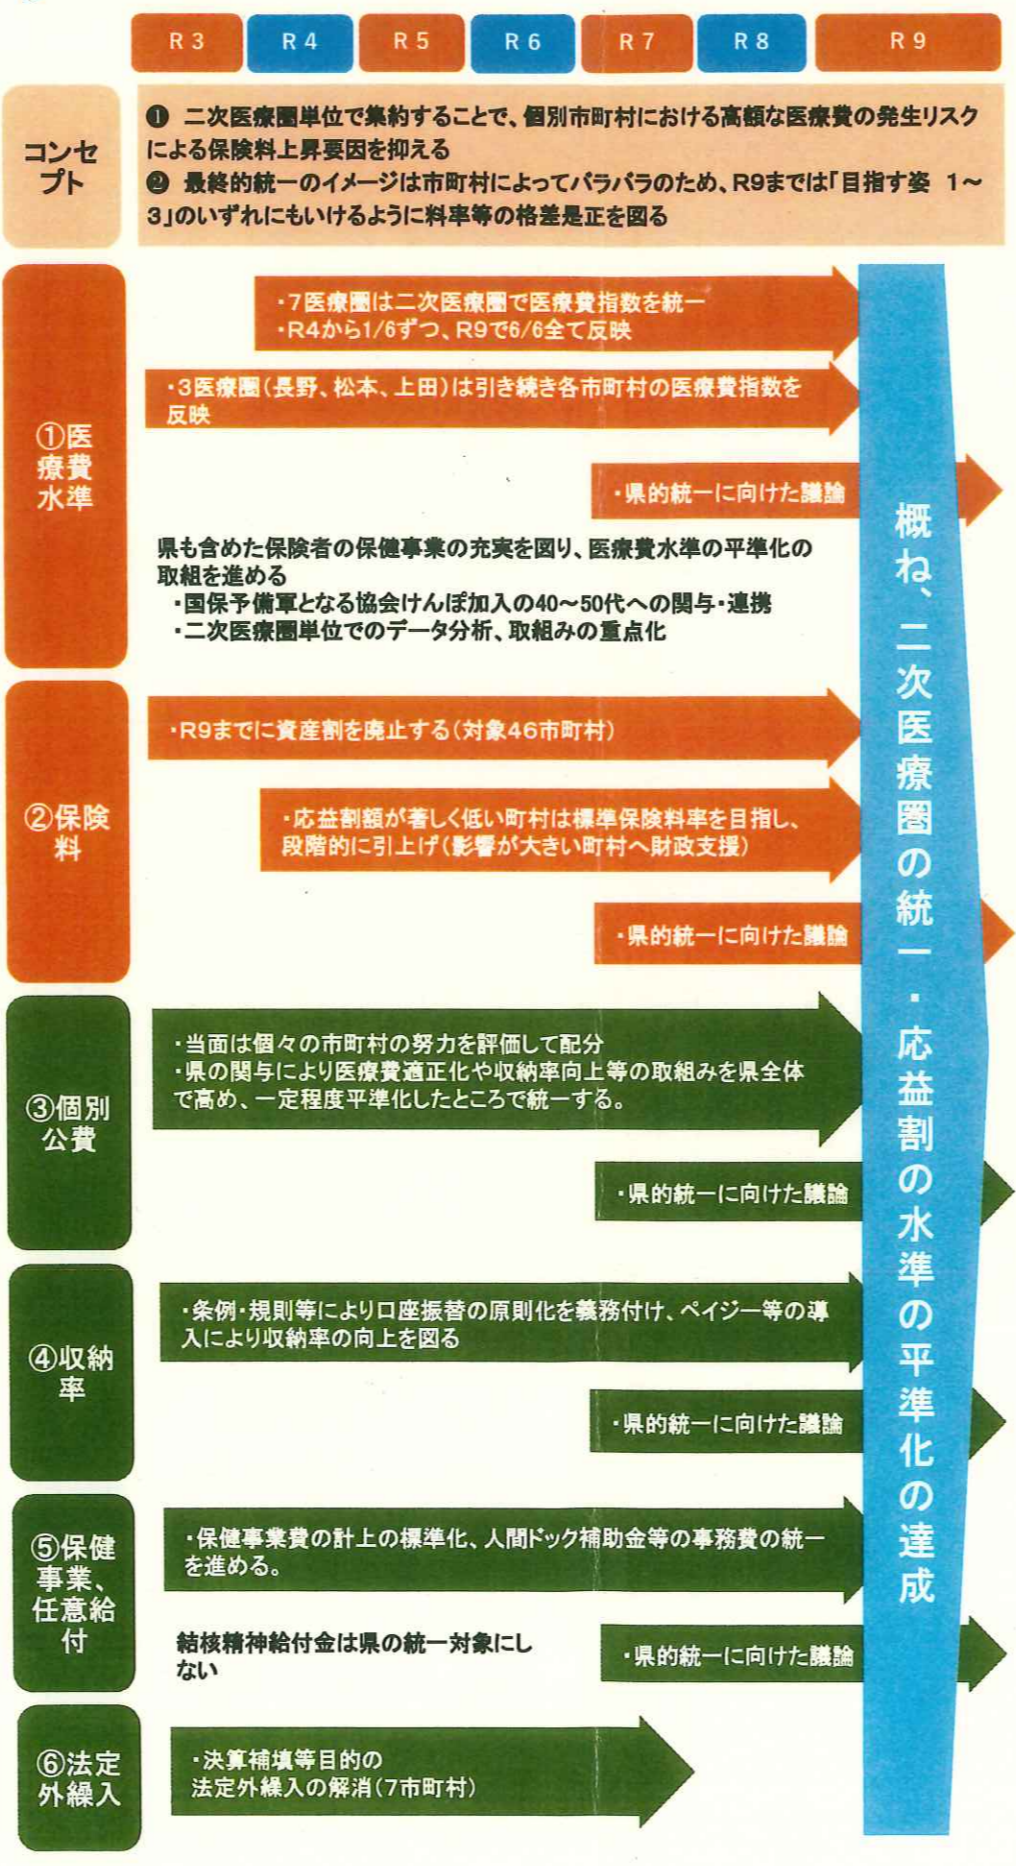 R3 R4 R5 R6 R7 R8 R9
コンセ
プト
❶ 二次医療圏単位で集約することで、個別市町村における高額な医療費の発生リスク
による保険料上昇要因を抑える
❷ 最終的統一のイメージは市町村によってバラバラのため、R9までは「目指す姿 1～
3」のいずれにもいけるように料率等の格差是正を図る
①医
療費
水準
・7医療圏は二次医療圏で医療費指数を統一
・R4から1/6ずつ、R9で6/6全て反映
・3医療圏（長野、松本、上田）は引き続き各市町村の医療費指数を
反映
・県的統一に向けた議論
県も含めた保険者の保健事業の充実を図り、医療費水準の平準化の
取組を進める
・国保予備軍となる協会けんぽ加入の40～50代への関与・連携
・二次医療圏単位でのデータ分析、取組みの重点化
②保険
料
・R9までに資産割を廃止する（対象46市町村）
・応益割額が著しく低い町村は標準保険料率を目指し、
段階的に引上げ（影響が大きい町村へ財政支援）
・県的統一に向けた議論
③個別
公費
・当面は個々の市町村の努力を評価して配分
・県の関与により医療費適正化や収納率向上等の取組みを県全体
で高め、一定程度平準化したところで統一する。
・県的統一に向けた議論
④収納
率
・条例・規則等により口座振替の原則化を義務付け、ペイジー等の導
入により収納率の向上を図る
・県的統一に向けた議論
⑤保健
事業、
任意給
付
・保健事業費の計上の標準化、人間ドック補助金等の事務費の統一
を進める。
結核精神給付金は県の統一対象にし
ない
・県的統一に向けた議論
⑥法定
外繰入
・決算補填等目的の
法定外繰入の解消（7市町村）
概ね、二次医療圏の統一・応益割の水準の平準化の達成